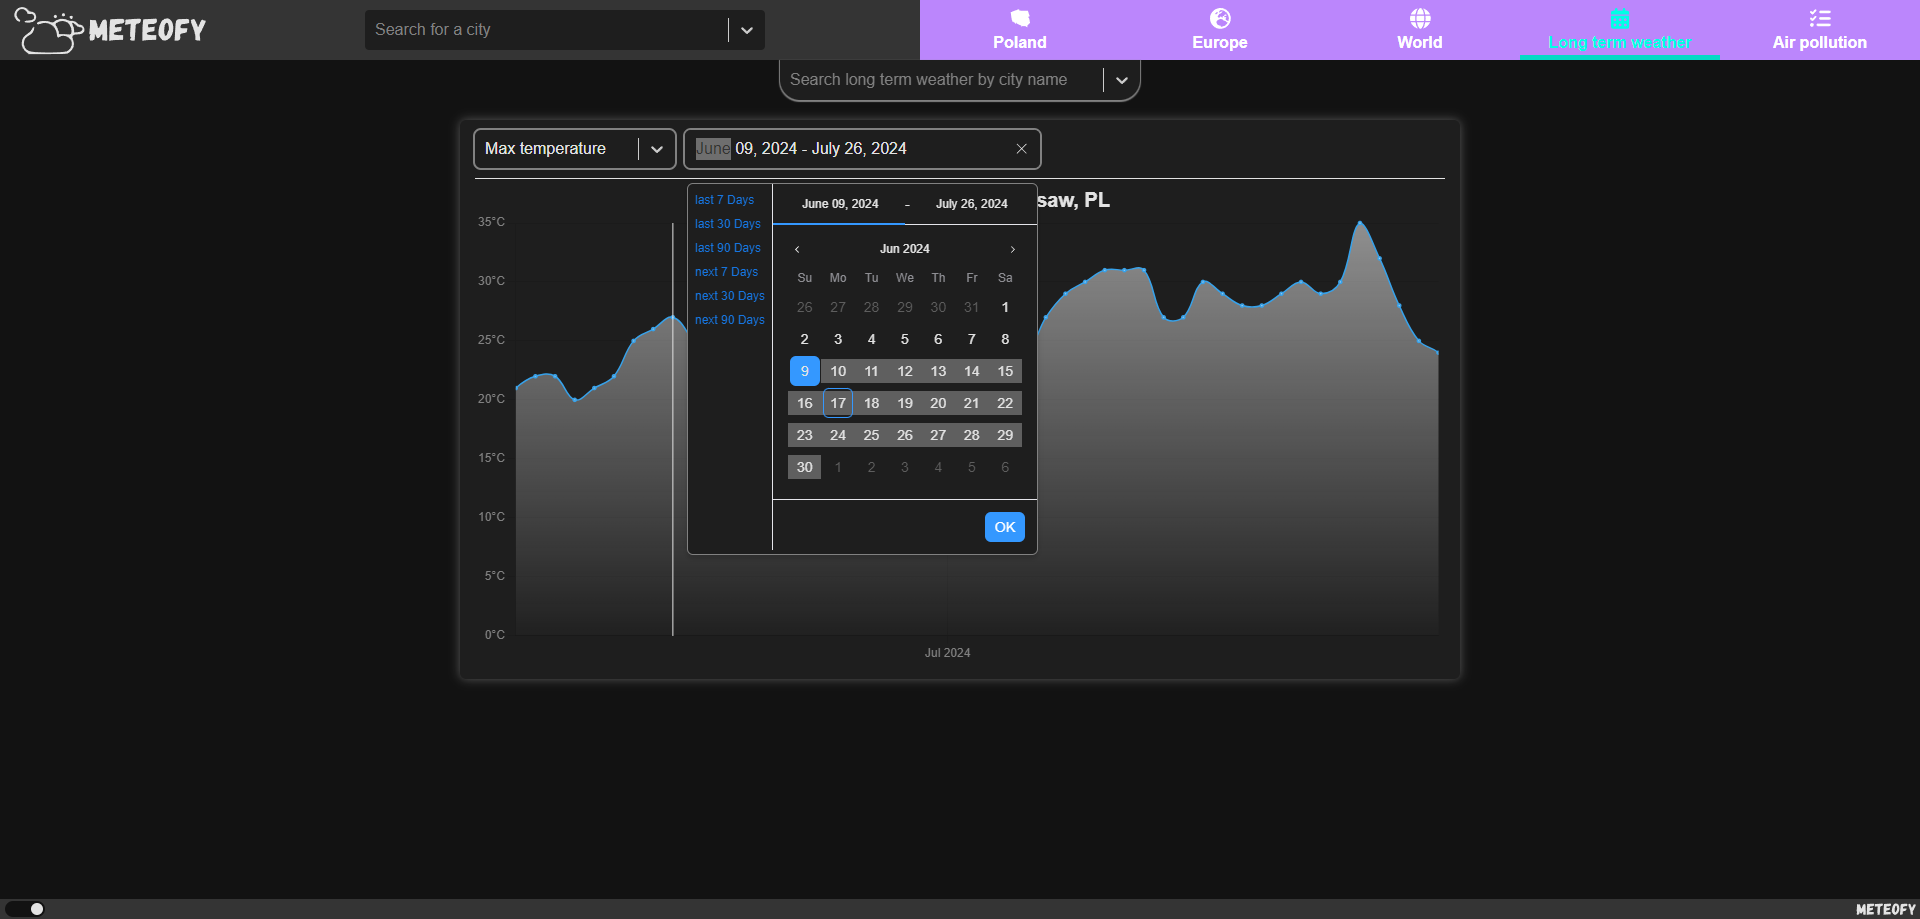 METEOFY
Search for a city
Poland
Europe
World
Long term weather
Air pollution
Search long term weather by city name
Max temperature
June 09, 2024 - July 26, 2024
saw, PL
last 7 Days
last 30 Days
last 90 Days
next 7 Days
next 30 Days
next 90 Days
June 09, 2024 - July 26, 2024
Jun 2024
Su Mo Tu We Th Fr Sa
26 27 28 29 30 31 1
2 3 4 5 6 7 8
9 10 11 12 13 14 15
16 17 18 19 20 21 22
23 24 25 26 27 28 29
30 1 2 3 4 5 6
OK
35°C
30°C
25°C
20°C
15°C
10°C
5°C
0°C
Jul 2024
METEOFY